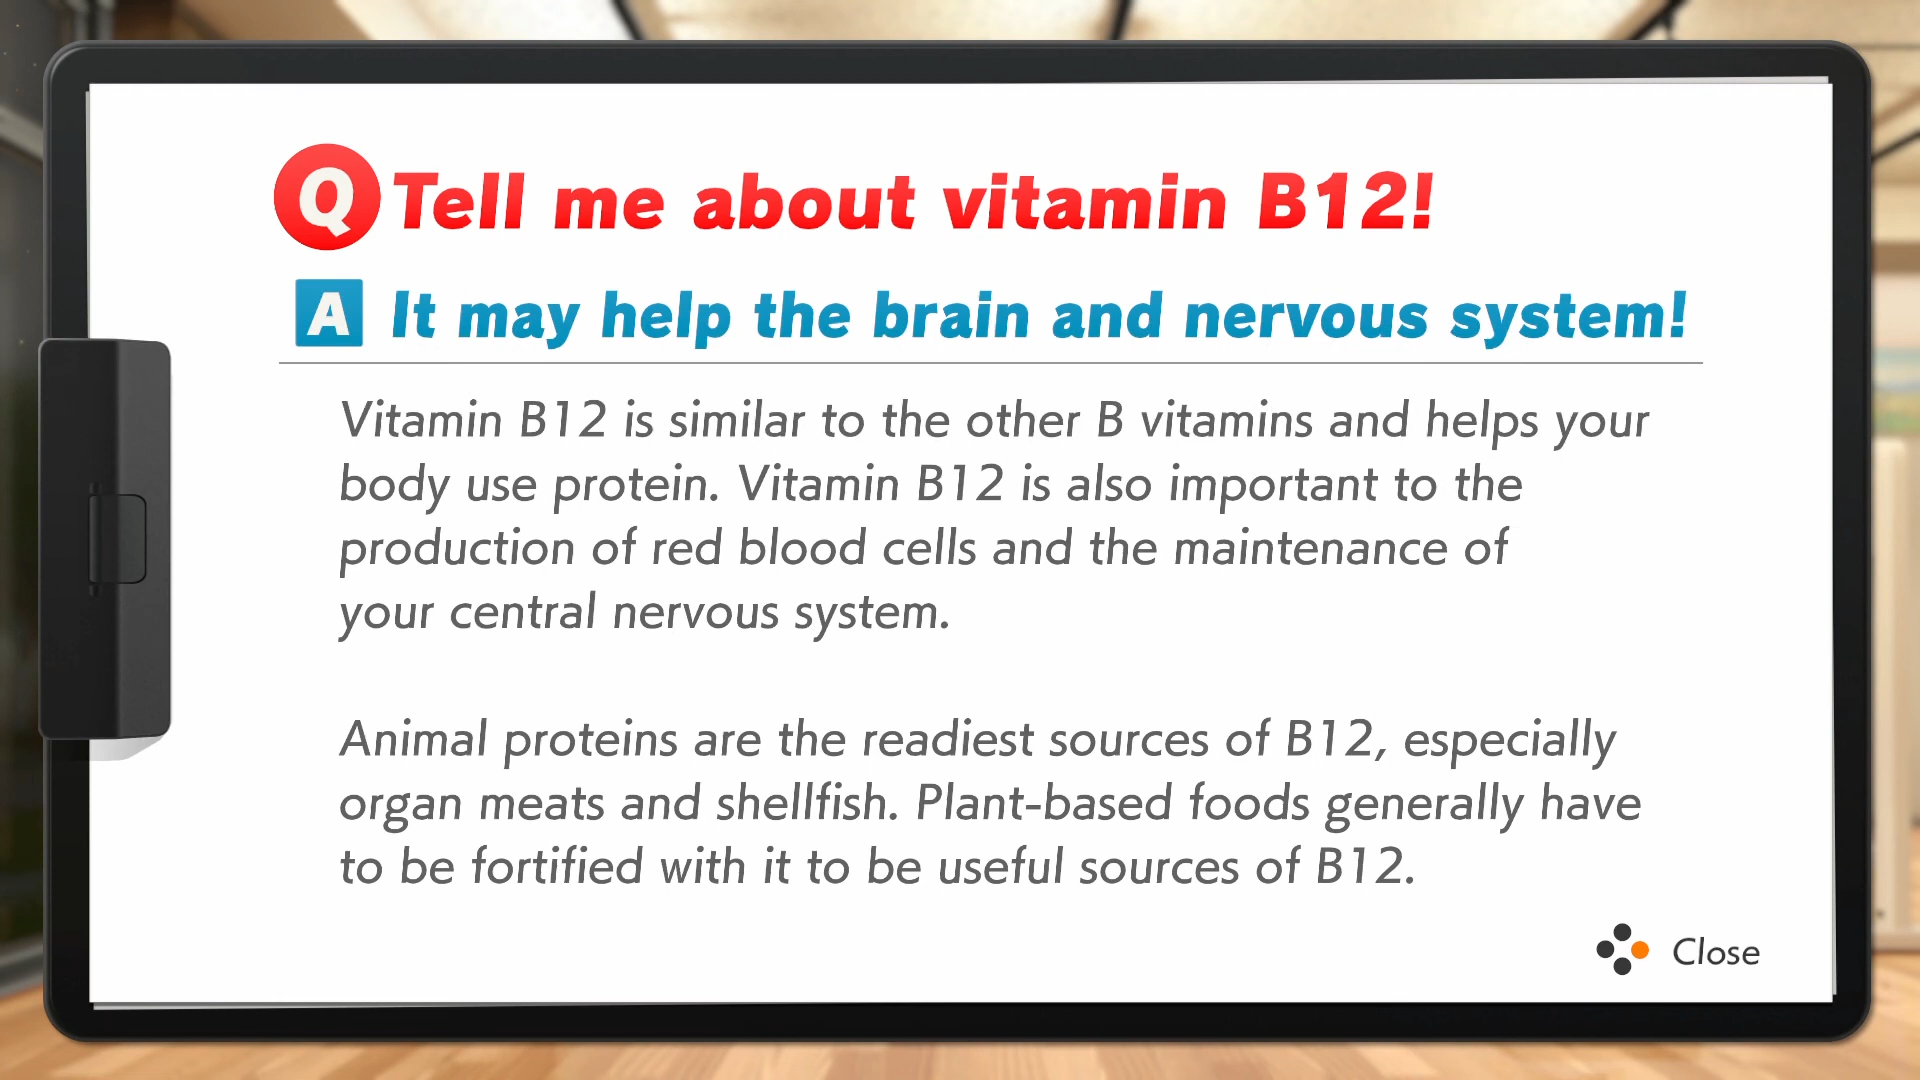 Q Tell me about vitamin B12!
A It may help the brain and nervous system!
Vitamin B12 is similar to the other B vitamins and helps your
body use protein. Vitamin B12 is also important to the
production of red blood cells and the maintenance of
your central nervous system.
Animal proteins are the readiest sources of B12, especially
organ meats and shellfish. Plant-based foods generally have
to be fortified with it to be useful sources of B12.
Close